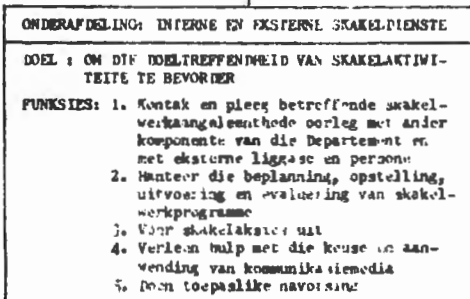 ONDERAFDELING: INTERNE EN EKSTERNE SKAKELDIENSTE
DOEL : OM DIE DOELTREFFENDHEID VAN SKAKELAKTIWI-
TEITE TE BEVORDER
FUNKSIES: 1. Kontak en pleeg betreffende skakel-
werkaangeleenthede oorleg met ander
komponente van die Departement en
met eksterne liggase en persone
2. Hanteer die beplanning, opstelling,
uitvoering en evaluering van skakel-
werkprogramme
3. Voer skakelaksies uit
4. Verleen hulp met die keuse en aan-
wending van kommunikasiemedia
5. Doen toepaslike navorsing